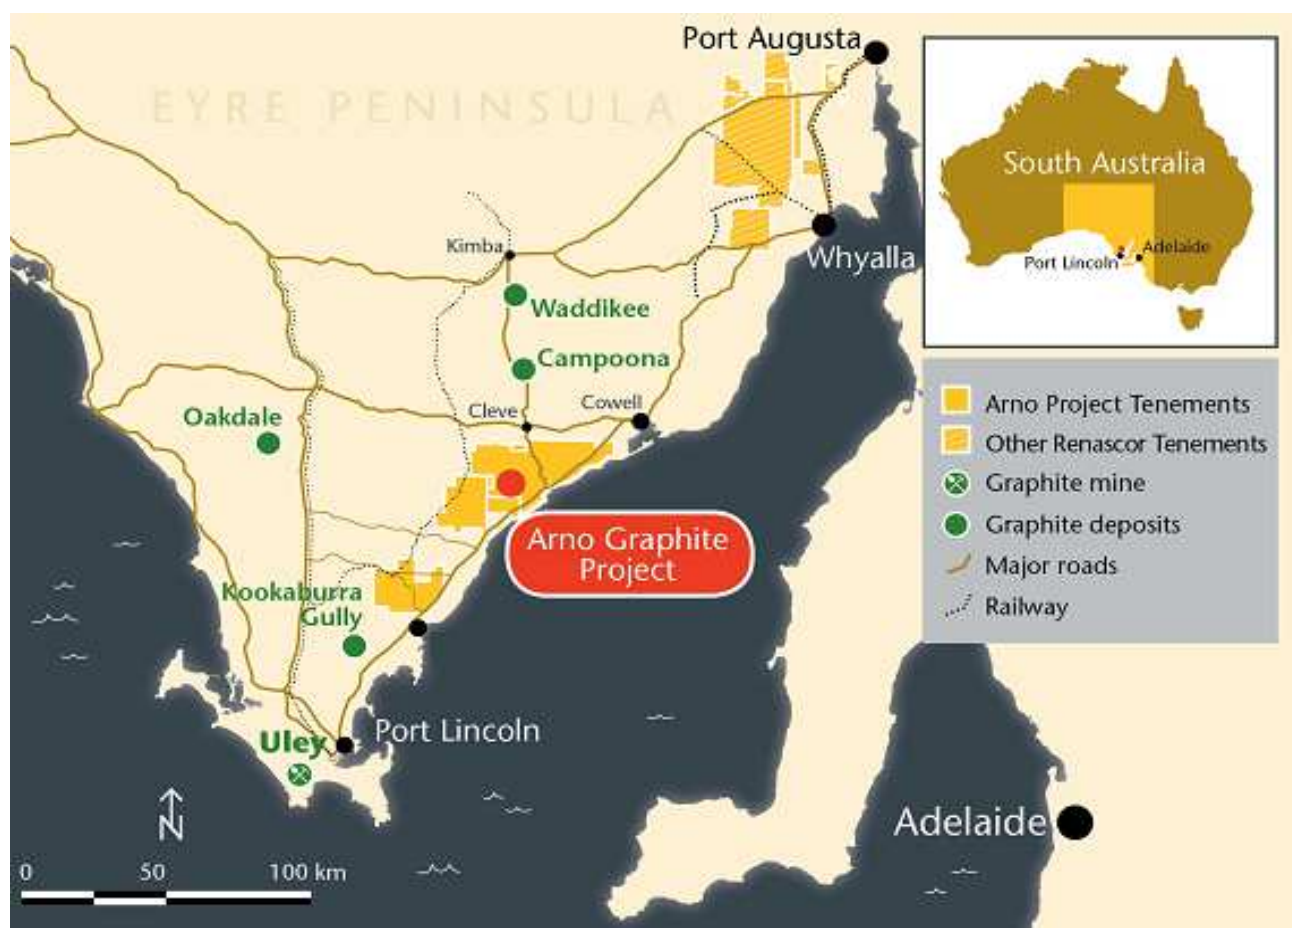 Port Augusta
EYRE PENINSULA
South Australia
Adelaide
Port Lincoln
Kimba
Whyalla
Waddikee
Campoona
Cleve
Cowell
Oakdale
Arno Project Tenements
Other Renascor Tenements
Graphite mine
Graphite deposits
Major roads
Railway
Arno Graphite
Project
Kookaburra
Gully
Uley
Port Lincoln
Adelaide
N
0 50 100 km